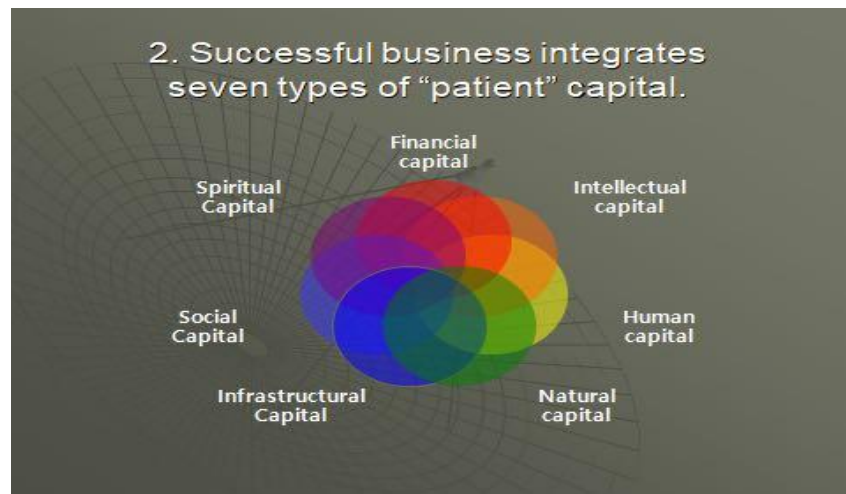 2. Successful business integrates
seven types of “patient” capital.
Financial
capital
Spiritual
Capital
Intellectual
capital
Social
Capital
Human
capital
Infrastructural
Capital
Natural
capital